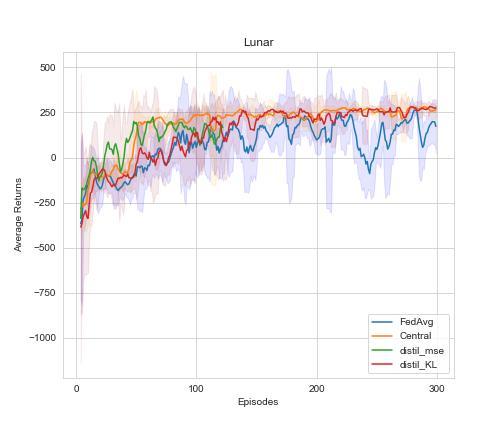 Lunar
500
250
0
−250
−500
−750
−1000
Average Returns
0
100
200
300
Episodes
FedAvg
Central
distil_mse
distil_KL